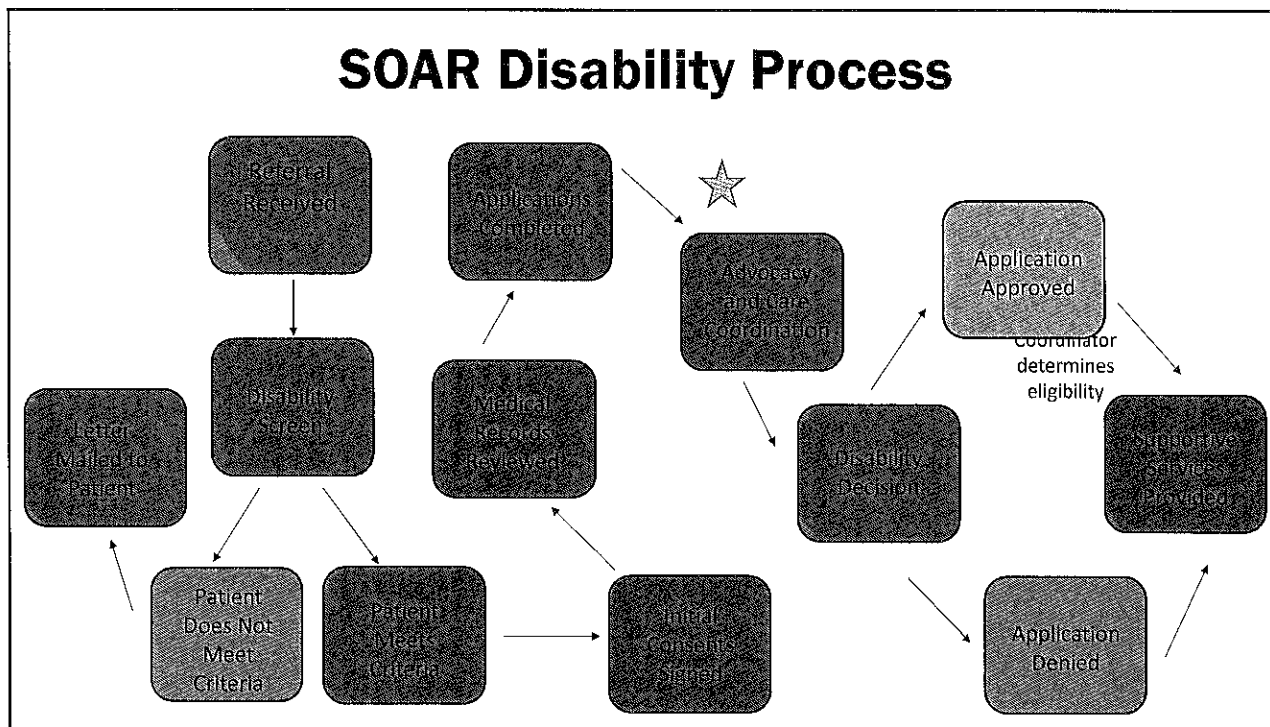 SOAR Disability Process
Referral
Received
Disability
Screen
Letter
Mailed to
Patient
Patient
Does Not
Meet
Criteria
Patient
Meets
Criteria
Initial
Consents
Signed
Medical
Records
Reviewed
Applications
Completed
Advocacy
and Care
Coordination
Disability
Decision
Application
Approved
Coordinator
determines
eligibility
Application
Denied
Supportive
Services
Provided